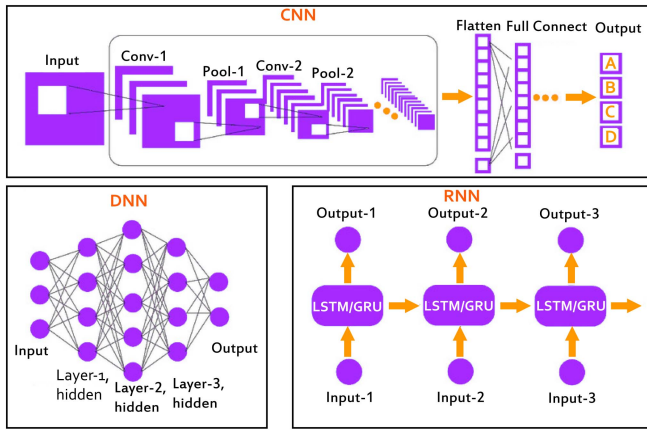 CNN
Input
Conv-1
Pool-1
Conv-2
Pool-2
Flatten
Full Connect
Output
A
B
C
D
DNN
Input
Layer-1,
hidden
Layer-2,
hidden
Layer-3,
hidden
Output
RNN
Output-1
Output-2
Output-3
LSTM/GRU
LSTM/GRU
LSTM/GRU
Input-1
Input-2
Input-3